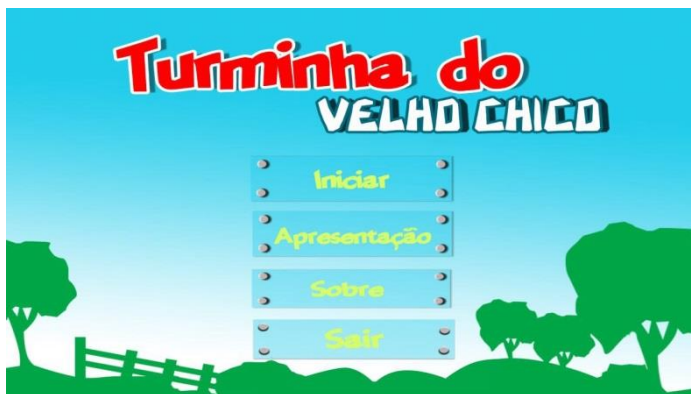 Turminha do
VELHO CHICO
Iniciar
Apresentação
Sobre
Sair